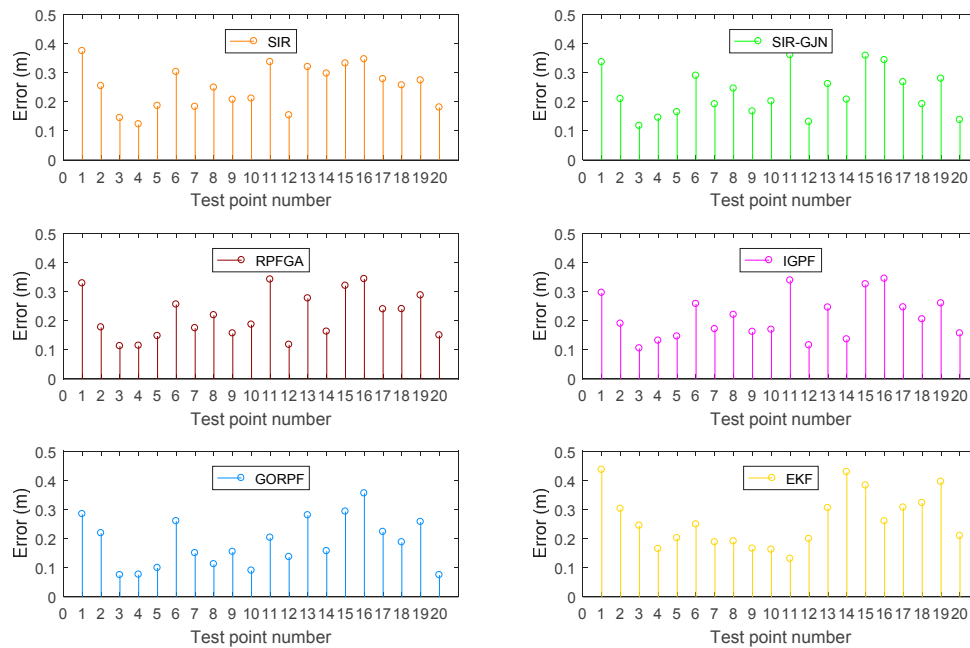 0.5
0.4
0.3
0.2
0.1
0
Error (m)
SIR
0 1 2 3 4 5 6 7 8 9 10 11 12 13 14 15 16 17 18 19 20
Test point number
0.5
0.4
0.3
0.2
0.1
0
Error (m)
SIR-GJN
0 1 2 3 4 5 6 7 8 9 10 11 12 13 14 15 16 17 18 19 20
Test point number
0.5
0.4
0.3
0.2
0.1
0
Error (m)
RPFGA
0 1 2 3 4 5 6 7 8 9 10 11 12 13 14 15 16 17 18 19 20
Test point number
0.5
0.4
0.3
0.2
0.1
0
Error (m)
IGPF
0 1 2 3 4 5 6 7 8 9 10 11 12 13 14 15 16 17 18 19 20
Test point number
0.5
0.4
0.3
0.2
0.1
0
Error (m)
GORPF
0 1 2 3 4 5 6 7 8 9 10 11 12 13 14 15 16 17 18 19 20
Test point number
0.5
0.4
0.3
0.2
0.1
0
Error (m)
EKF
0 1 2 3 4 5 6 7 8 9 10 11 12 13 14 15 16 17 18 19 20
Test point number